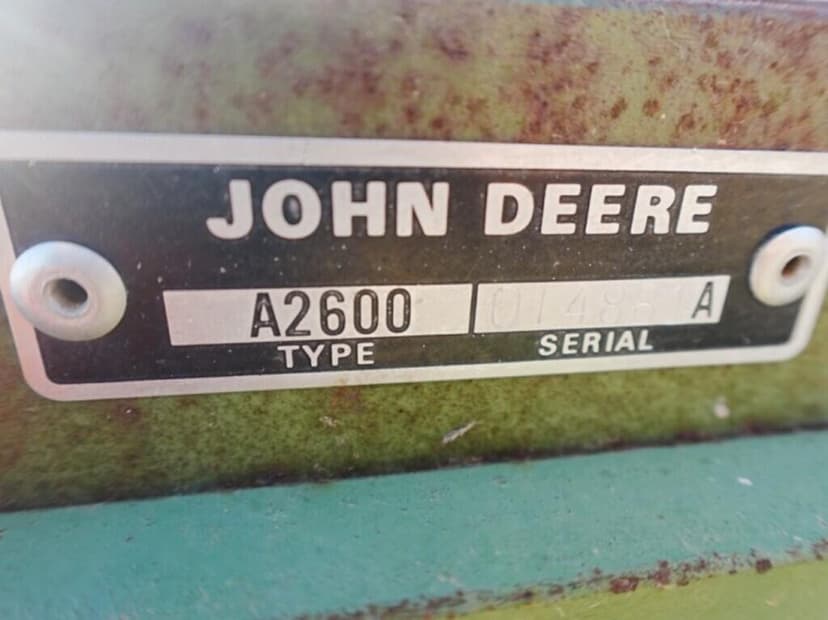 JOHN DEERE
A2600 A
TYPE SERIAL